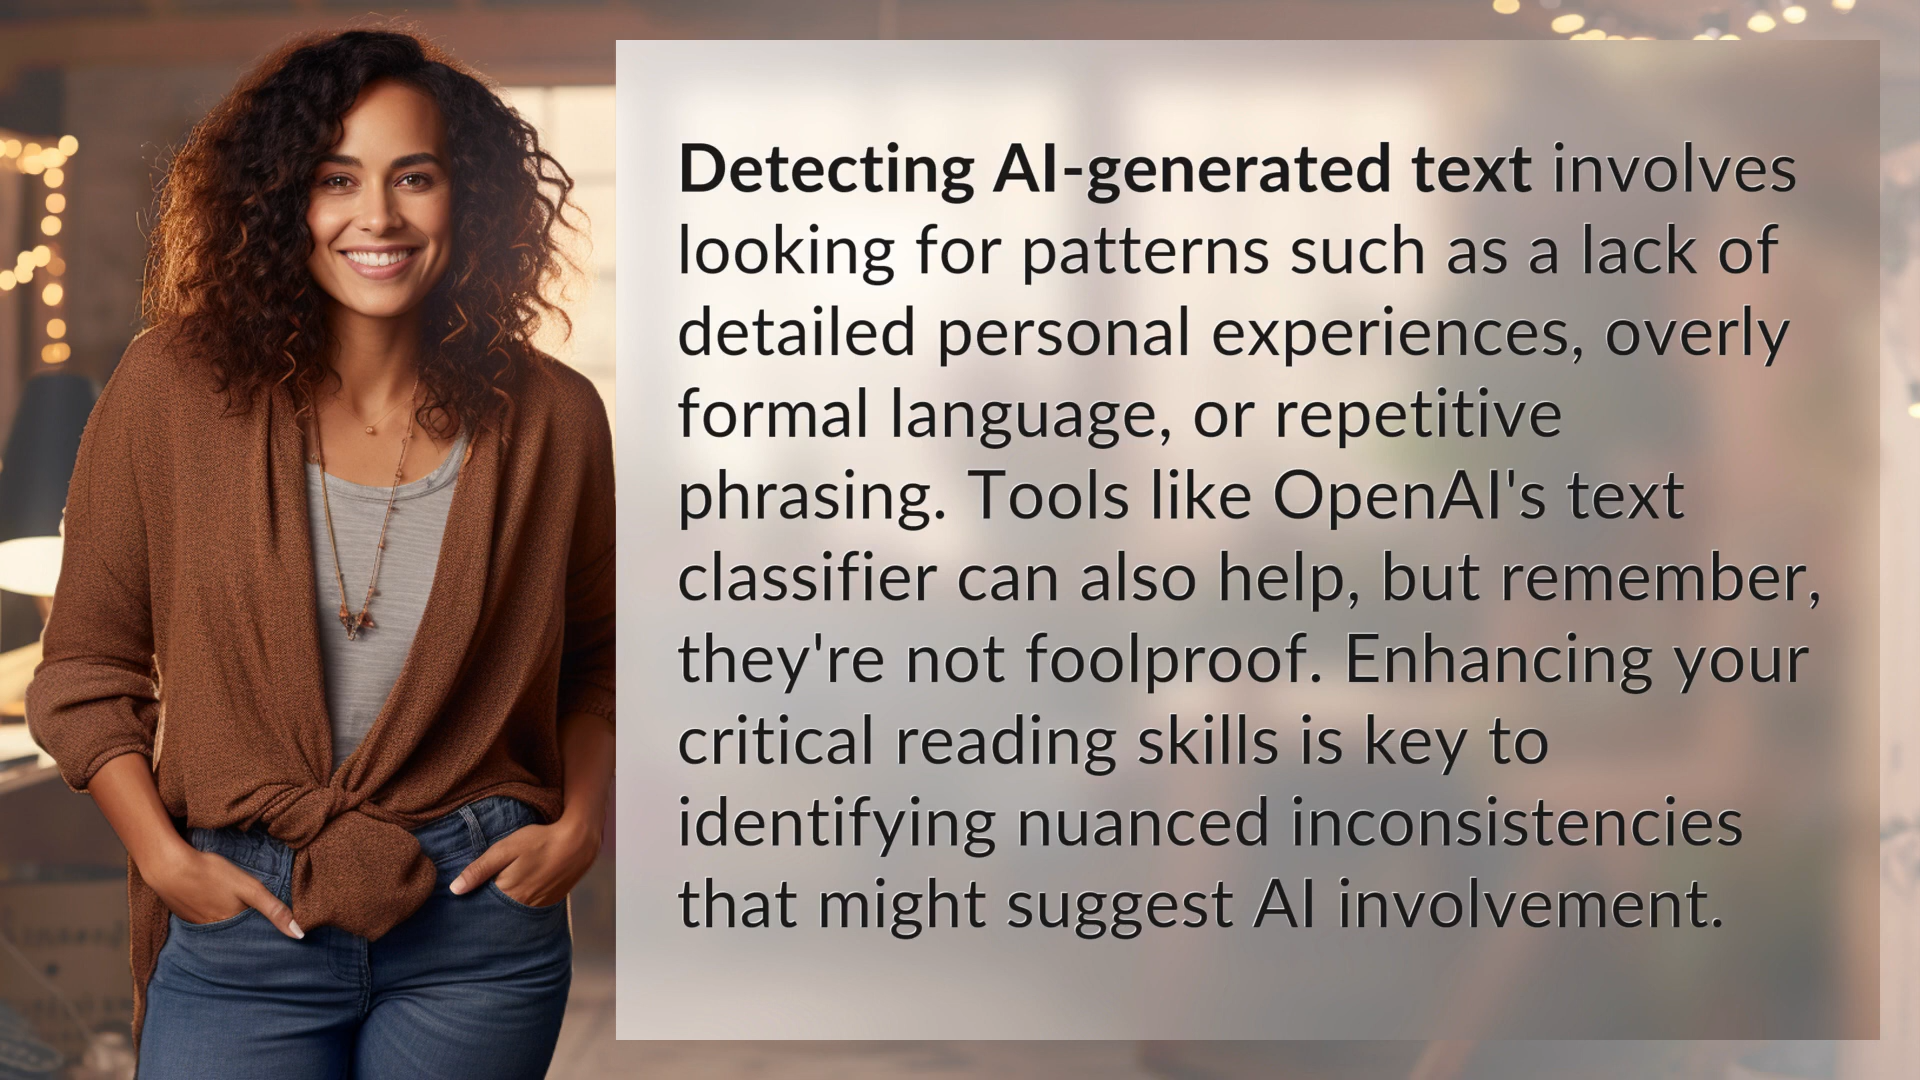 Detecting AI-generated text involves
looking for patterns such as a lack of
detailed personal experiences, overly
formal language, or repetitive
phrasing. Tools like OpenAI's text
classifier can also help, but remember,
they're not foolproof. Enhancing your
critical reading skills is key to
identifying nuanced inconsistencies
that might suggest AI involvement.